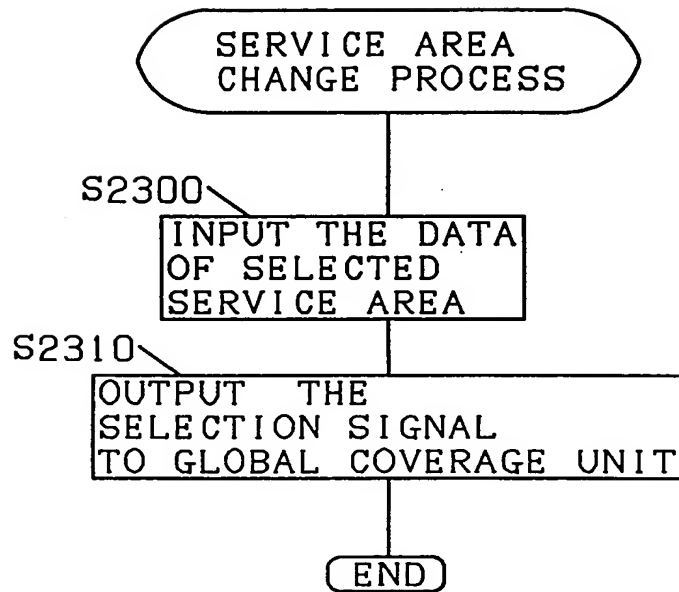 SERVICE AREA
CHANGE PROCESS
S2300
INPUT THE DATA
OF SELECTED
SERVICE AREA
S2310
OUTPUT THE
SELECTION SIGNAL
TO GLOBAL COVERAGE UNIT
END